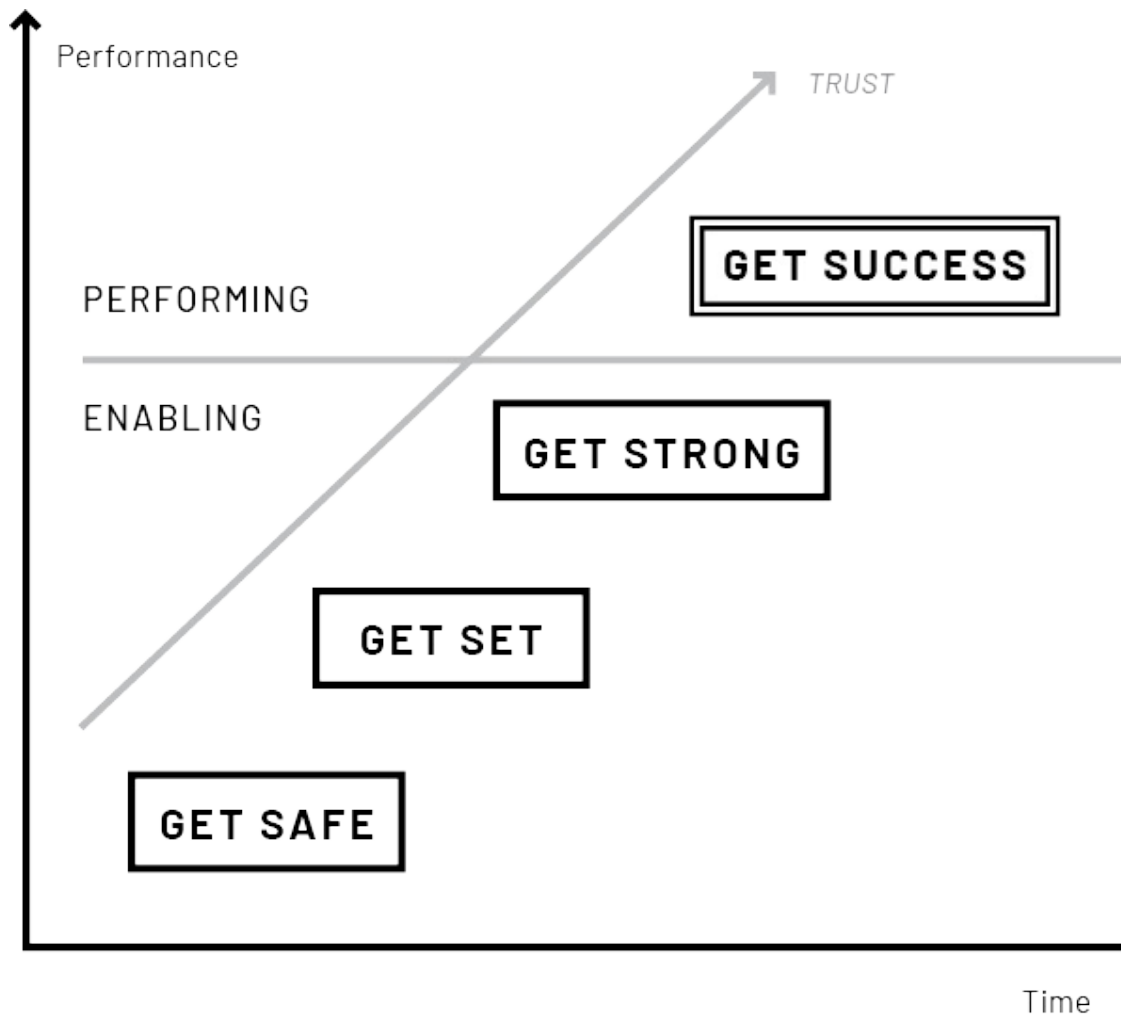 Performance
TRUST
GET SUCCESS
PERFORMING
ENABLING
GET STRONG
GET SET
GET SAFE
Time